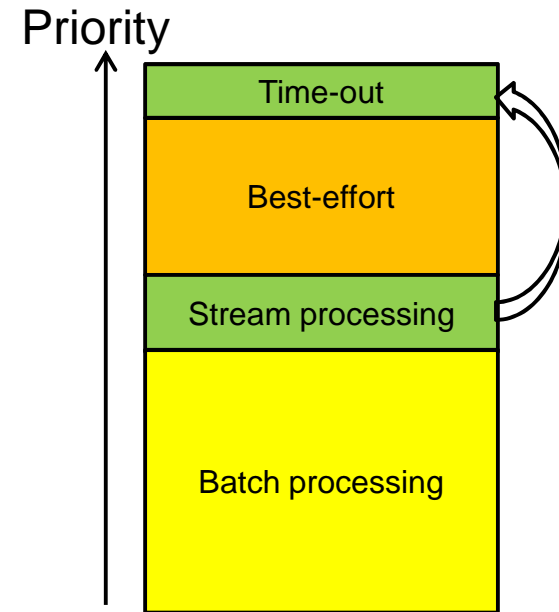 Priority
Time-out
Best-effort
Stream processing
Batch processing